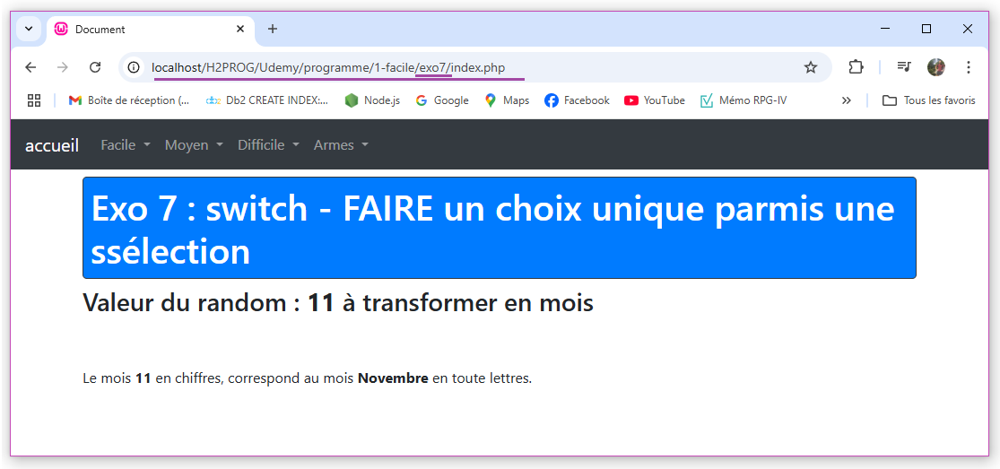 Document
localhost/H2PROG/Udemy/programme/1-facile/exo7/index.php
Boîte de réception (... Db2 CREATE INDEX:... Node.js Google Maps Facebook YouTube Mémo RPG-IV » Tous les favoris
accueil Facile Moyen Difficile Armes
Exo 7 : switch - FAIRE un choix unique parmis une
ssélection
Valeur du random : 11 à transformer en mois
Le mois 11 en chiffres, correspond au mois Novembre en toute lettres.